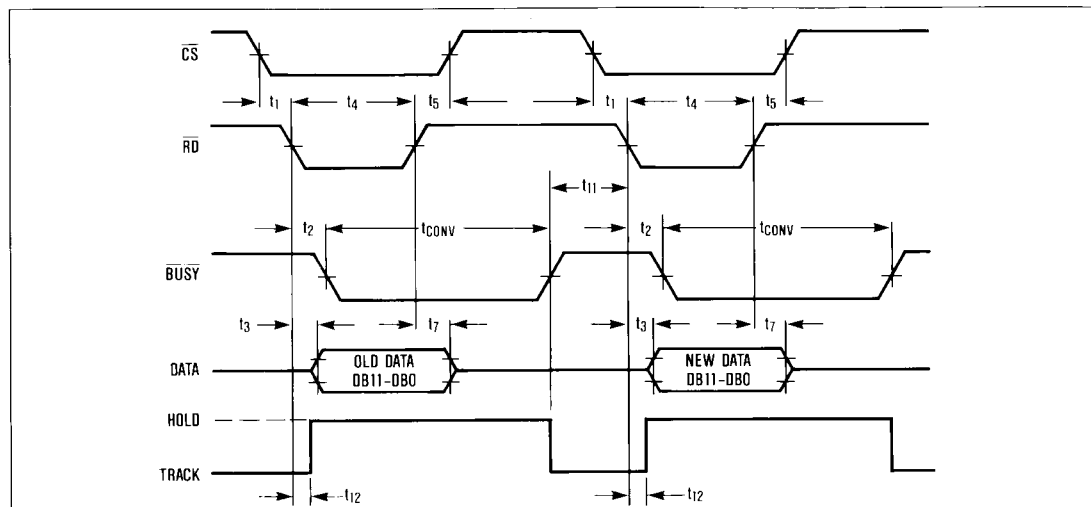 CS
t1 t4 t5 t1 t4 t5
RD
t11
t2 tCONV t2 tCONV
BUSY
t3 t7 t3 t7
DATA OLD DATA DB11-DB0 NEW DATA DB11-DB0
HOLD
TRACK
t12 t12